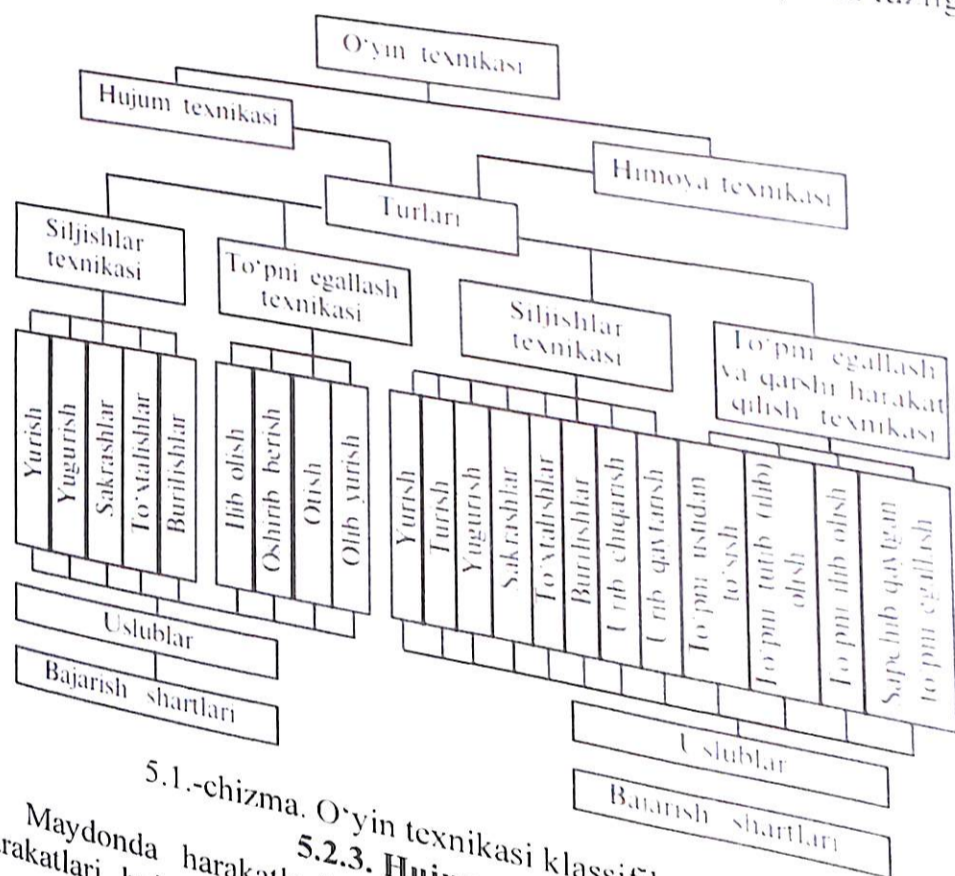 O‘yin texnikasi
Hujum texnikasi
Himoya texnikasi
Turlari
Siljishlar
texnikasi
To‘pni egallash
texnikasi
Siljishlar
texnikasi
To‘pni egallash
va qarshi harakat
qilish texnikasi
Yurish
Yugurish
Sakrashlar
To‘xtalishlar
Burilishlar
Ilib olish
Oshirib berish
Otish
Olib yurish
Yurish
Turish
Yugurish
Sakrashlar
To‘xtalishlar
Burilishlar
Urib chiqarish
Urib qaytarish
To‘pni ustidan
to‘sish
To‘pni tutib (ilib)
olish
To‘pni ilib olish
Sapchib qaytgan
to‘pni egallash
Uslublar
Bajarish shartlari
Uslublar
Bajarish shartlari
5.1.-chizma. O‘yin texnikasi
5.2.3.
Maydonda